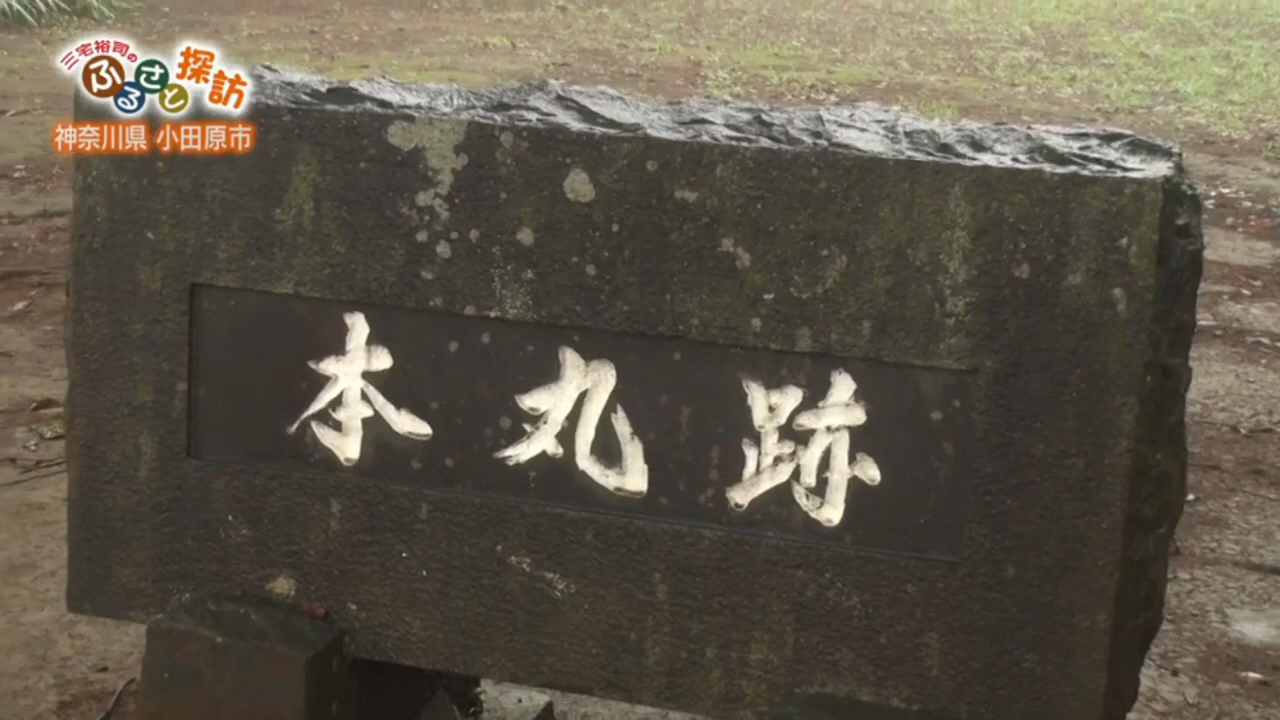 三宅裕司の
ふるさと探訪
神奈川県 小田原市
本丸跡